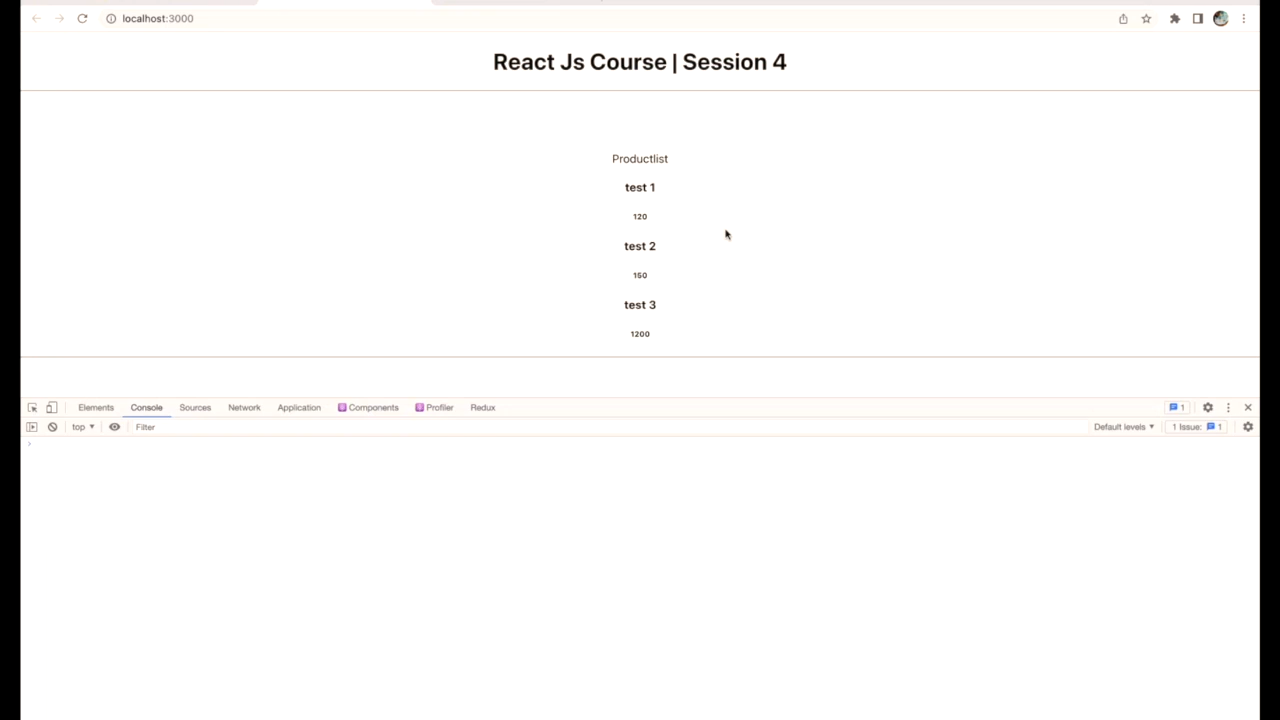 localhost:3000
React Js Course | Session 4
Productlist
test 1
120
test 2
150
test 3
1200
Elements Console Sources Network Application Components Profiler Redux 1
top Filter Default levels 1 Issue: 1